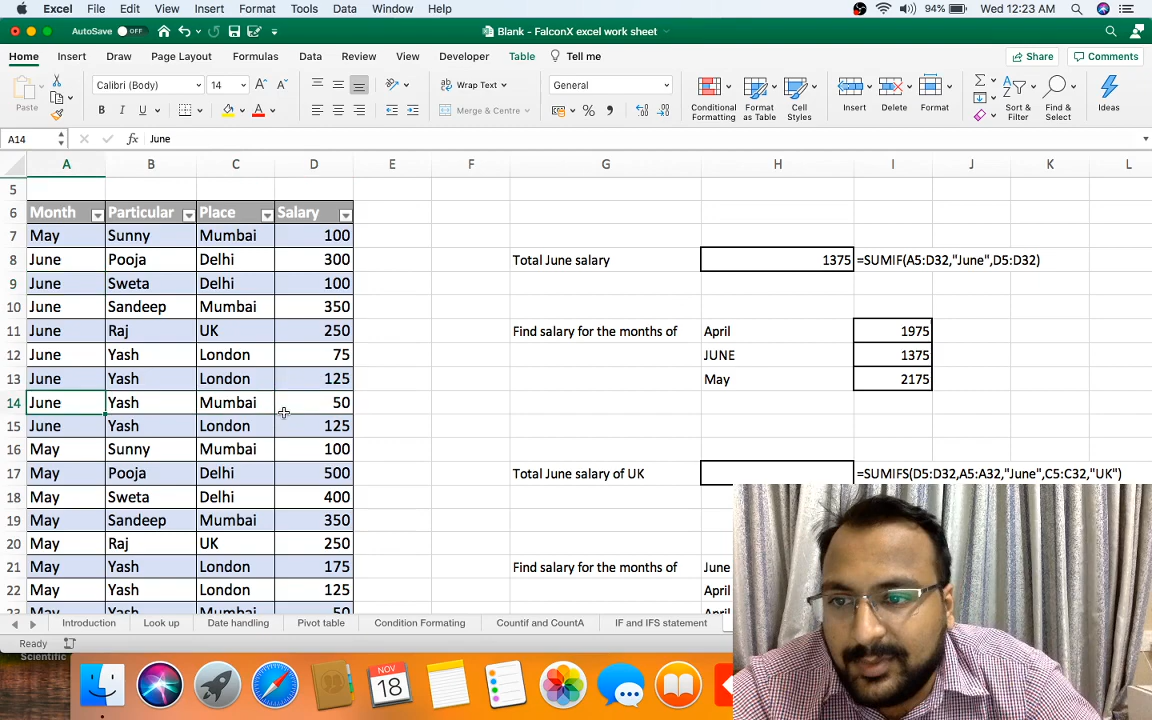 Excel File Edit View Insert Format Tools Data Window Help 94% Wed 12:23 AM
AutoSave OFF Blank - FalconX excel work sheet
Home Insert Draw Page Layout Formulas Data Review View Developer Table Tell me Share Comments
Paste Calibri (Body) 14 A A Wrap Text General Conditional Formatting Format as Table Cell Styles Insert Delete Format Sort & Filter Find & Select Ideas
B I U A Merge & Centre %
A14 fx June
A B C D E F G H I J K L
5
6 Month Particular Place Salary
7 May Sunny Mumbai 100
8 June Pooja Delhi 300 Total June salary 1375 =SUMIF(A5:D32,"June",D5:D32)
9 June Sweta Delhi 100
10 June Sandeep Mumbai 350
11 June Raj UK 250 Find salary for the months of April 1975
12 June Yash London 75 JUNE 1375
13 June Yash London 125 May 2175
14 June Yash Mumbai 50
15 June Yash London 125
16 May Sunny Mumbai 100
17 May Pooja Delhi 500 Total June salary of UK =SUMIFS(D5:D32,A5:A32,"June",C5:C32,"UK")
18 May Sweta Delhi 400
19 May Sandeep Mumbai 350
20 May Raj UK 250
21 May Yash London 175 Find salary for the months of June
22 May Yash London 125 April
23 May Yash Mumbai 50 April
Introduction Look up Date handling Pivot table Condition Formating Countif and CountA IF and IFS statement
Ready
Scientific
NOV
18